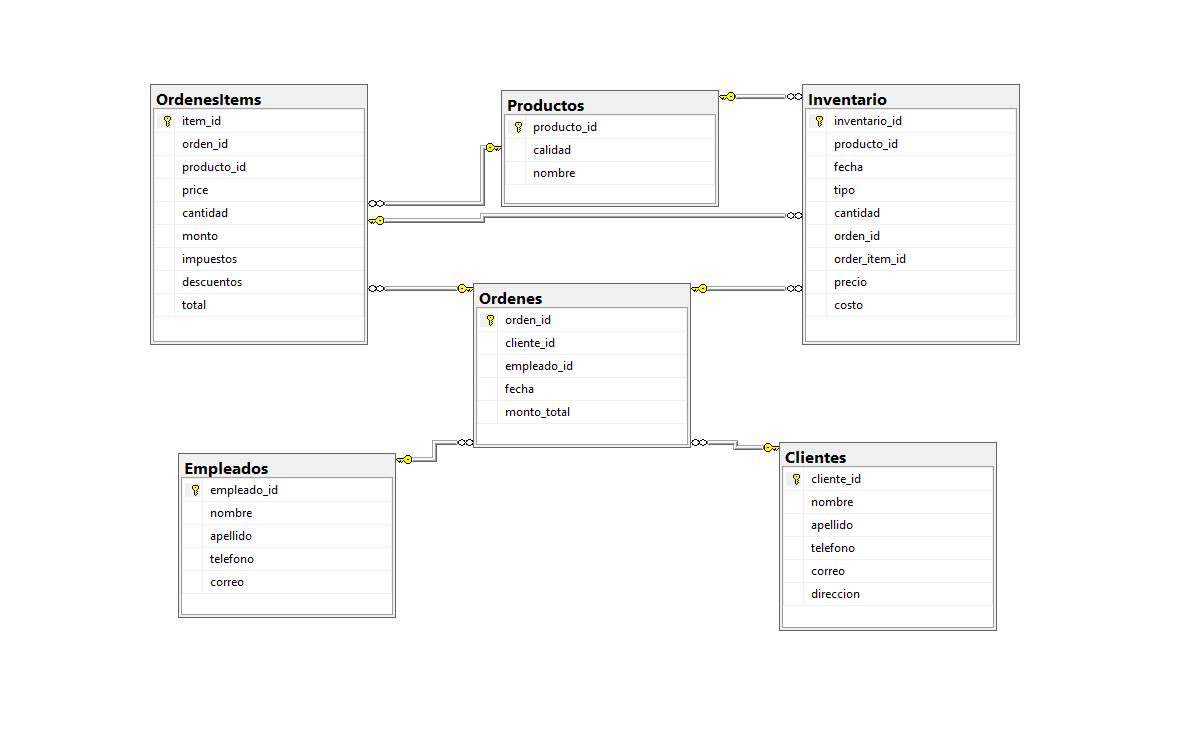 OrdenesItems
item_id
orden_id
producto_id
price
cantidad
monto
impuestos
descuentos
total
Productos
producto_id
calidad
nombre
Inventario
inventario_id
producto_id
fecha
tipo
cantidad
orden_id
order_item_id
precio
costo
Ordenes
orden_id
cliente_id
empleado_id
fecha
monto_total
Empleados
empleado_id
nombre
apellido
telefono
correo
Clientes
cliente_id
nombre
apellido
telefono
correo
direccion